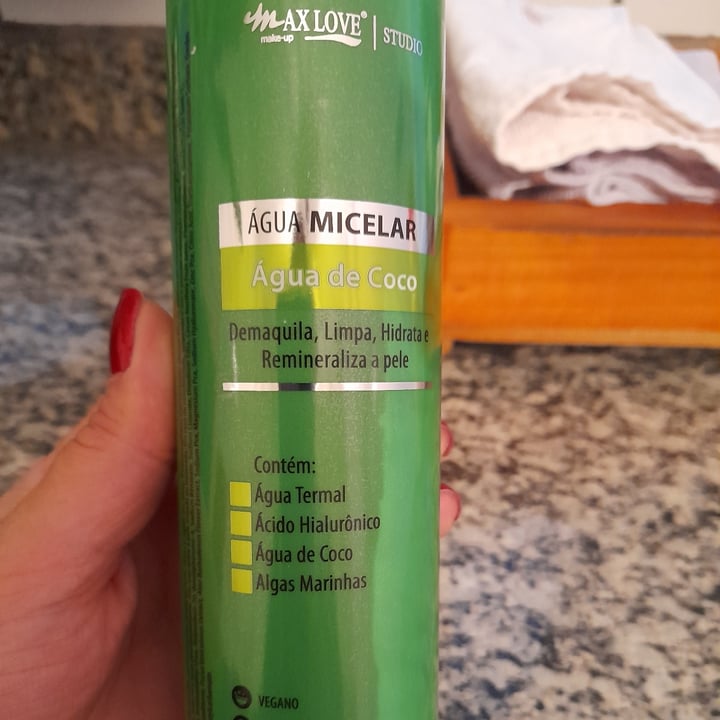 MAX LOVE®
make-up
STUDIO
ÁGUA MICELAR
Água de Coco
Demaquila, Limpa, Hidrata e
Remineraliza a pele
Contém:
Água Termal
Ácido Hialurônico
Água de Coco
Algas Marinhas
VEGANO